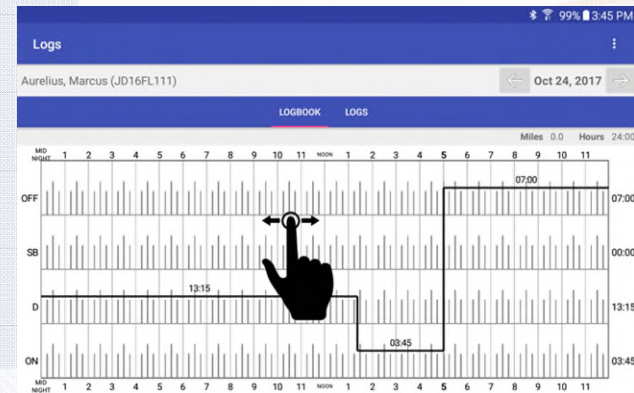 99% 3:45 PM
Logs
Aurelius, Marcus (JD16FL111)
Oct 24, 2017
LOGBOOK LOGS
Miles 0.0 Hours 24:00
MID NIGHT 1 2 3 4 5 6 7 8 9 10 11 NOON 1 2 3 4 5 6 7 8 9 10 11
07:00
OFF 07:00
SB 00:00
13:15
D 13:15
03:45
ON 03:45
MID NIGHT 1 2 3 4 5 6 7 8 9 10 11 NOON 1 2 3 4 5 6 7 8 9 10 11